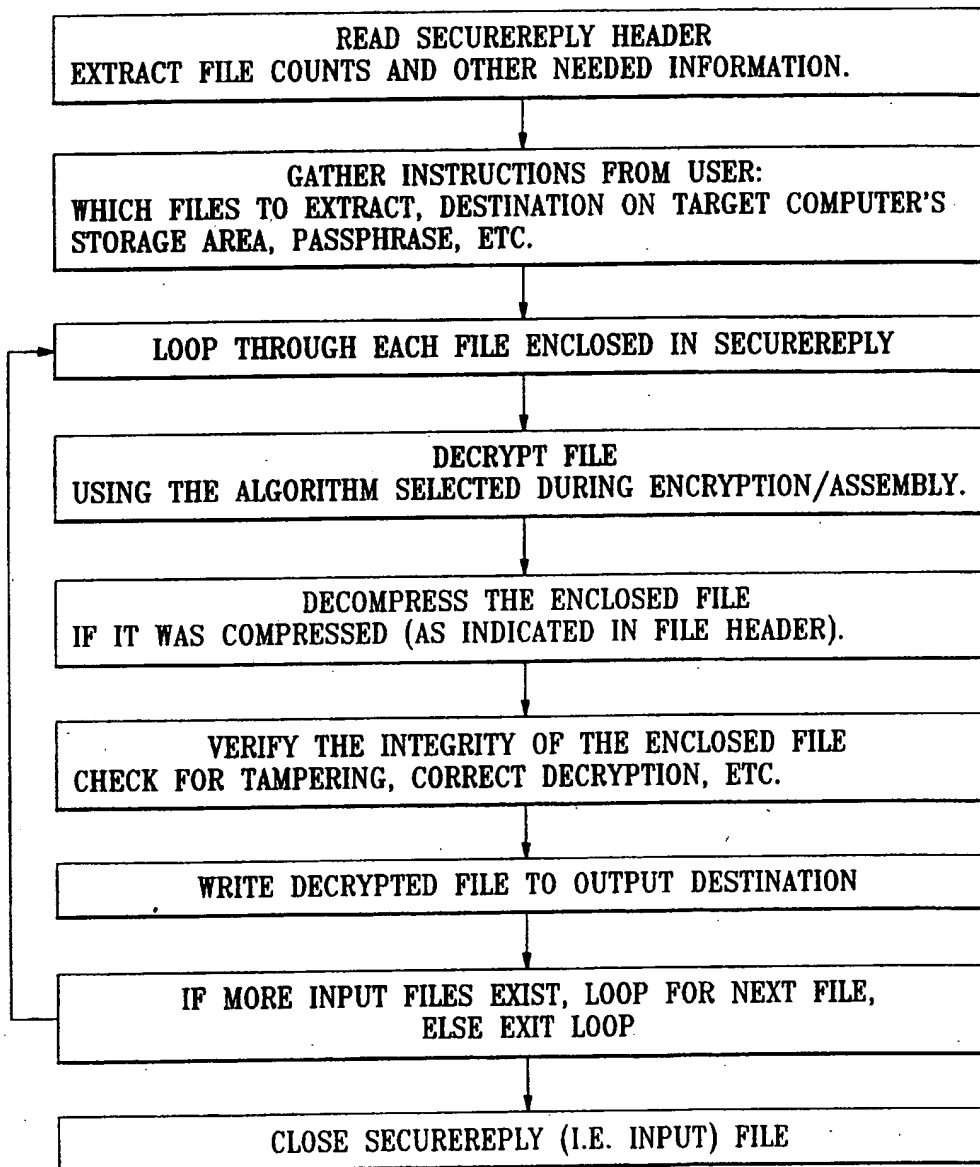 READ SECUREREPLY HEADER
EXTRACT FILE COUNTS AND OTHER NEEDED INFORMATION.
GATHER INSTRUCTIONS FROM USER:
WHICH FILES TO EXTRACT, DESTINATION ON TARGET COMPUTER'S
STORAGE AREA, PASSPHRASE, ETC.
LOOP THROUGH EACH FILE ENCLOSED IN SECUREREPLY
DECRYPT FILE
USING THE ALGORITHM SELECTED DURING ENCRYPTION/ASSEMBLY.
DECOMPRESS THE ENCLOSED FILE
IF IT WAS COMPRESSED (AS INDICATED IN FILE HEADER).
VERIFY THE INTEGRITY OF THE ENCLOSED FILE
CHECK FOR TAMPERING, CORRECT DECRYPTION, ETC.
WRITE DECRYPTED FILE TO OUTPUT DESTINATION
IF MORE INPUT FILES EXIST, LOOP FOR NEXT FILE,
ELSE EXIT LOOP
CLOSE SECUREREPLY (I.E. INPUT) FILE